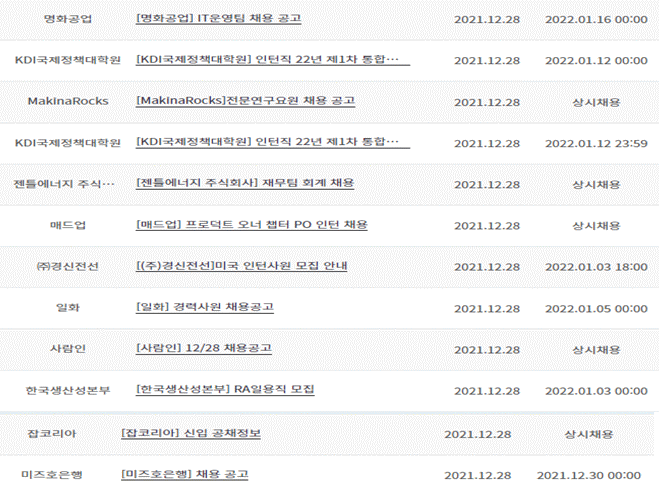 명화공업 [명화공업] IT운영팀 채용 공고 2021.12.28 2022.01.16 00:00
KDI국제정책대학원 [KDI국제정책대학원] 인턴직 22년 제1차 통합… 2021.12.28 2022.01.12 00:00
MakinaRocks [MakinaRocks]전문연구요원 채용 공고 2021.12.28 상시채용
KDI국제정책대학원 [KDI국제정책대학원] 인턴직 22년 제1차 통합… 2021.12.28 2022.01.12 23:59
젠틀에너지 주식… [젠틀에너지 주식회사] 재무팀 회계 채용 2021.12.28 상시채용
매드업 [매드업] 프로덕트 오너 챕터 PO 인턴 채용 2021.12.28 상시채용
㈜경신전선 [(주)경신전선]미국 인턴사원 모집 안내 2021.12.28 2022.01.03 18:00
일화 [일화] 경력사원 채용공고 2021.12.28 2022.01.05 00:00
사람인 [사람인] 12/28 채용공고 2021.12.28 상시채용
한국생산성본부 [한국생산성본부] RA일용직 모집 2021.12.28 2022.01.03 00:00
잡코리아 [잡코리아] 신입 공채정보 2021.12.28 상시채용
미즈호은행 [미즈호은행] 채용 공고 2021.12.28 2021.12.30 00:00